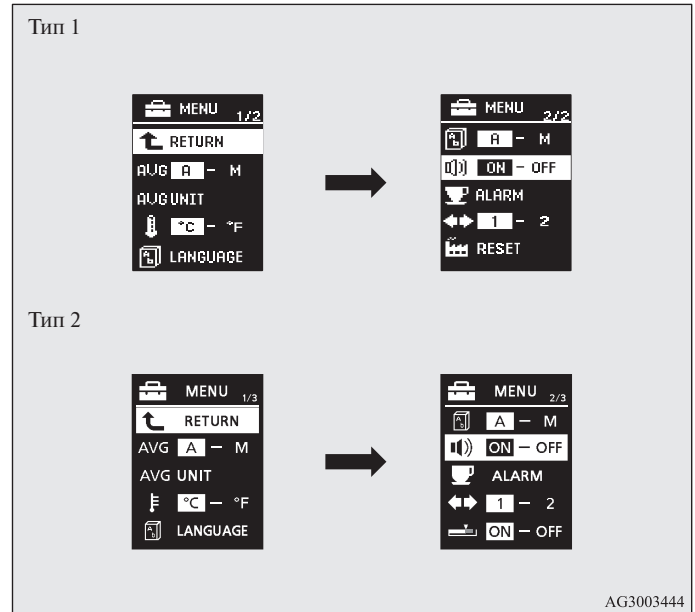 Тип 1
MENU 1/2
RETURN
AVG A - M
AVG UNIT
°C - °F
LANGUAGE
MENU 2/2
A - M
ON - OFF
ALARM
1 - 2
RESET
Тип 2
MENU 1/3
RETURN
AVG A – M
AVG UNIT
°C – °F
LANGUAGE
MENU 2/3
A – M
ON – OFF
ALARM
1 – 2
ON – OFF
AG3003444